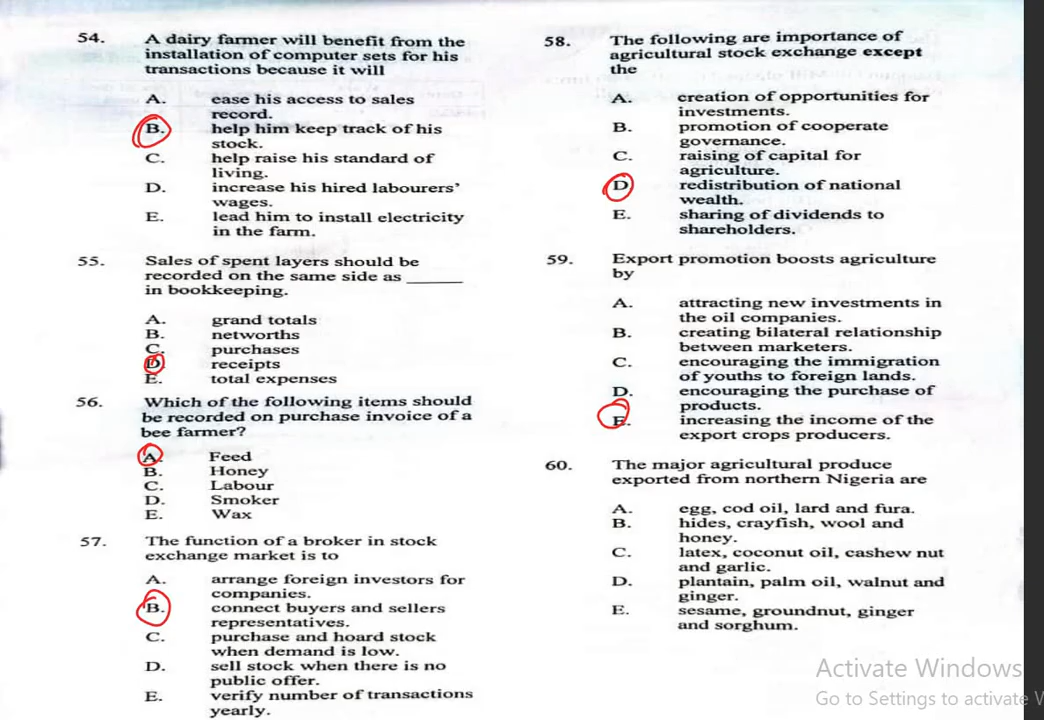 54. A dairy farmer will benefit from the
installation of computer sets for his
transactions because it will
A. ease his access to sales
record.
B. help him keep track of his
stock.
C. help raise his standard of
living.
D. increase his hired labourers'
wages.
E. lead him to install electricity
in the farm.
55. Sales of spent layers should be
recorded on the same side as ______
in bookkeeping.
A. grand totals
B. networths
C. purchases
D. receipts
E. total expenses
56. Which of the following items should
be recorded on purchase invoice of a
bee farmer?
A. Feed
B. Honey
C. Labour
D. Smoker
E. Wax
57. The function of a broker in stock
exchange market is to
A. arrange foreign investors for
companies.
B. connect buyers and sellers
representatives.
C. purchase and hoard stock
when demand is low.
D. sell stock when there is no
public offer.
E. verify number of transactions
yearly.
58. The following are importance of
agricultural stock exchange except
the
A. creation of opportunities for
investments.
B. promotion of cooperate
governance.
C. raising of capital for
agriculture.
D redistribution of national
wealth.
E. sharing of dividends to
shareholders.
59. Export promotion boosts agriculture
by
A. attracting new investments in
the oil companies.
B. creating bilateral relationship
between marketers.
C. encouraging the immigration
of youths to foreign lands.
D. encouraging the purchase of
products.
E. increasing the income of the
export crops producers.
60. The major agricultural produce
exported from northern Nigeria are
A. egg, cod oil, lard and fura.
B. hides, crayfish, wool and
honey.
C. latex, coconut oil, cashew nut
and garlic.
D. plantain, palm oil, walnut and
ginger.
E. sesame, groundnut, ginger
and sorghum.
Activate Windows
Go to Settings to activate W